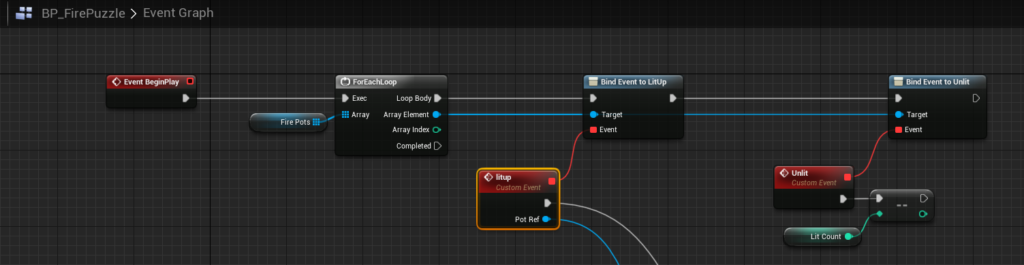 BP_FirePuzzle > Event Graph
Event BeginPlay
ForEachLoop
Exec
Loop Body
Array
Array Element
Array Index
Completed
Fire Pots
Bind Event to LitUp
Target
Event
Bind Event to Unlit
Target
Event
litup
Custom Event
Pot Ref
Unlit
Custom Event
--
Lit Count